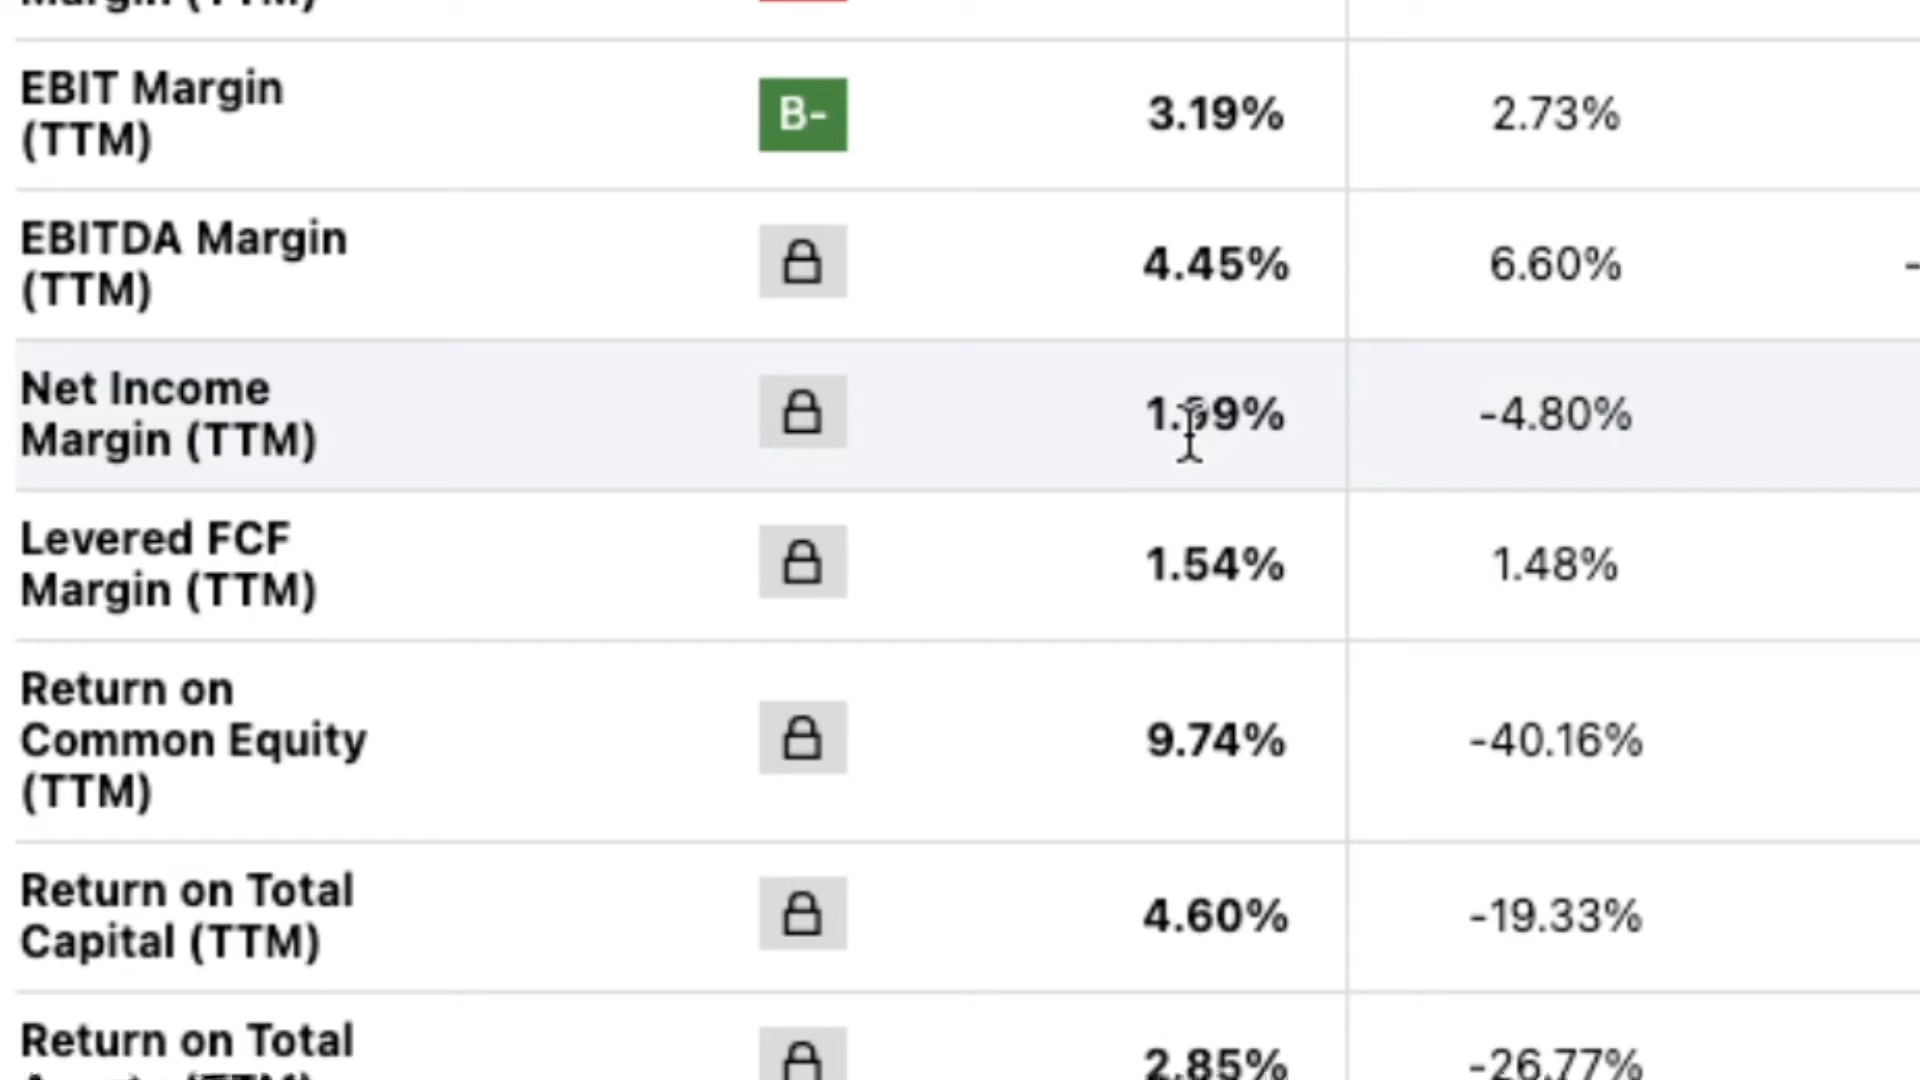 Margin (TTM)
EBIT Margin
(TTM)
B-
3.19%
2.73%
EBITDA Margin
(TTM)
4.45%
6.60%
Net Income
Margin (TTM)
-4.80%
Levered FCF
Margin (TTM)
1.54%
1.48%
Return on
Common Equity
(TTM)
9.74%
-40.16%
Return on Total
Capital (TTM)
4.60%
-19.33%
Return on Total
2.85%
-26.77%